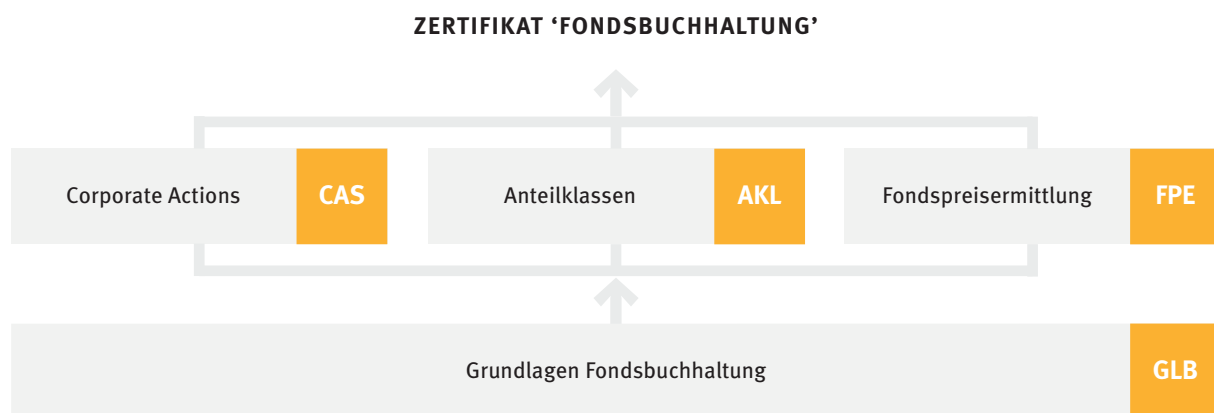 ZERTIFIKAT ‘FONDSBUCHHALTUNG’
Corporate Actions CAS Anteilklassen AKL Fondspreisermittlung FPE
Grundlagen Fondsbuchhaltung GLB